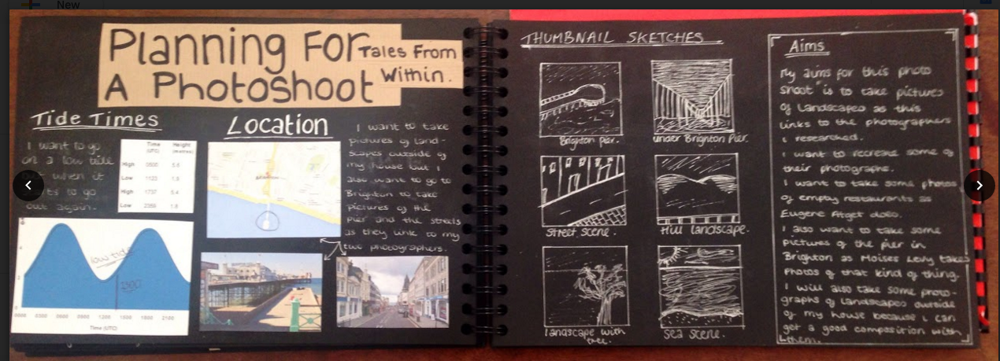 New
Planning For
A Photoshoot
Tales From
Within.
Tide Times
I want to go
on a low tide
when it
to go
out again.
Time
(UTC)
Height
(metres)
High 0500 5.6
Low 1123 1.8
High 1737 5.4
Low 2355 1.8
low tide
1300
0000 0300 0600 0900 1200 1500 1800 2100
Time (UTC)
Location
I want to take
pictures of land-
scapes outside of
my house but I
also want to go to
Brighton to take
pictures of the
pier and the streets
as they link to my
two photographers.
THUMBNAIL SKETCHES
Brighton pier.
under Brighton Pier.
Street scene.
Hill landscape.
landscape with
tree.
Sea scene.
Aims
My aims for this photo
shoot is to take pictures
of Landscapes as this
links to the photographers
i researched.
I want to recreate some of
their photographs.
I want to take some photos
of empty restaurants as
Eugene Atget does.
I also want to take some
pictures of the pier in
Brighton as Moises Levy takes
photos of that kind of thing.
I will also take some photo-
graphs of landscapes outside
of my house because i can
get a good composition with
them.